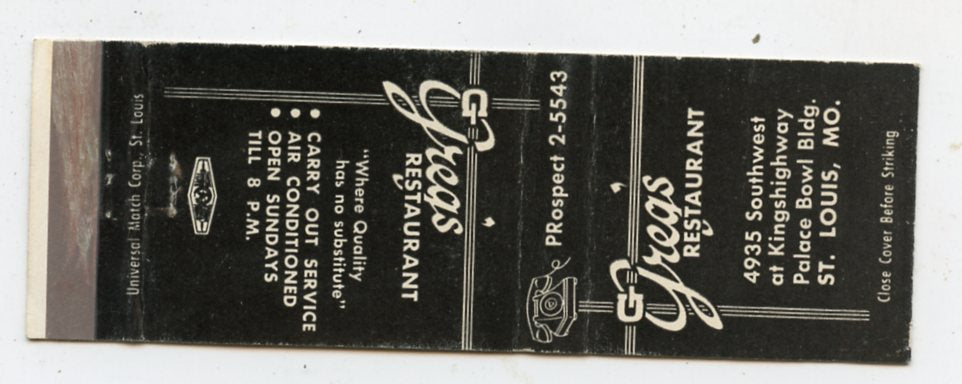 Close Cover Before Striking
G
Greg's
RESTAURANT
4935 Southwest
at Kingshighway
Palace Bowl Bldg.
ST. LOUIS, MO.
PRospect 2-5543
G
Greg's
RESTAURANT
"Where Quality
has no substitute"
• CARRY OUT SERVICE
• AIR CONDITIONED
• OPEN SUNDAYS
TILL 8 P.M.
Universal Match Corp. St. Louis